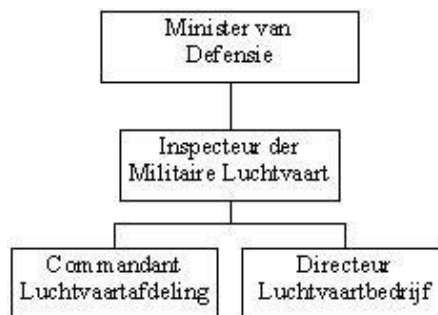 Minister van
Defensie
Inspecteur der
Militaire Luchtvaart
Commandant
Luchtvaartafdeling
Directeur
Luchtvaartbedrijf